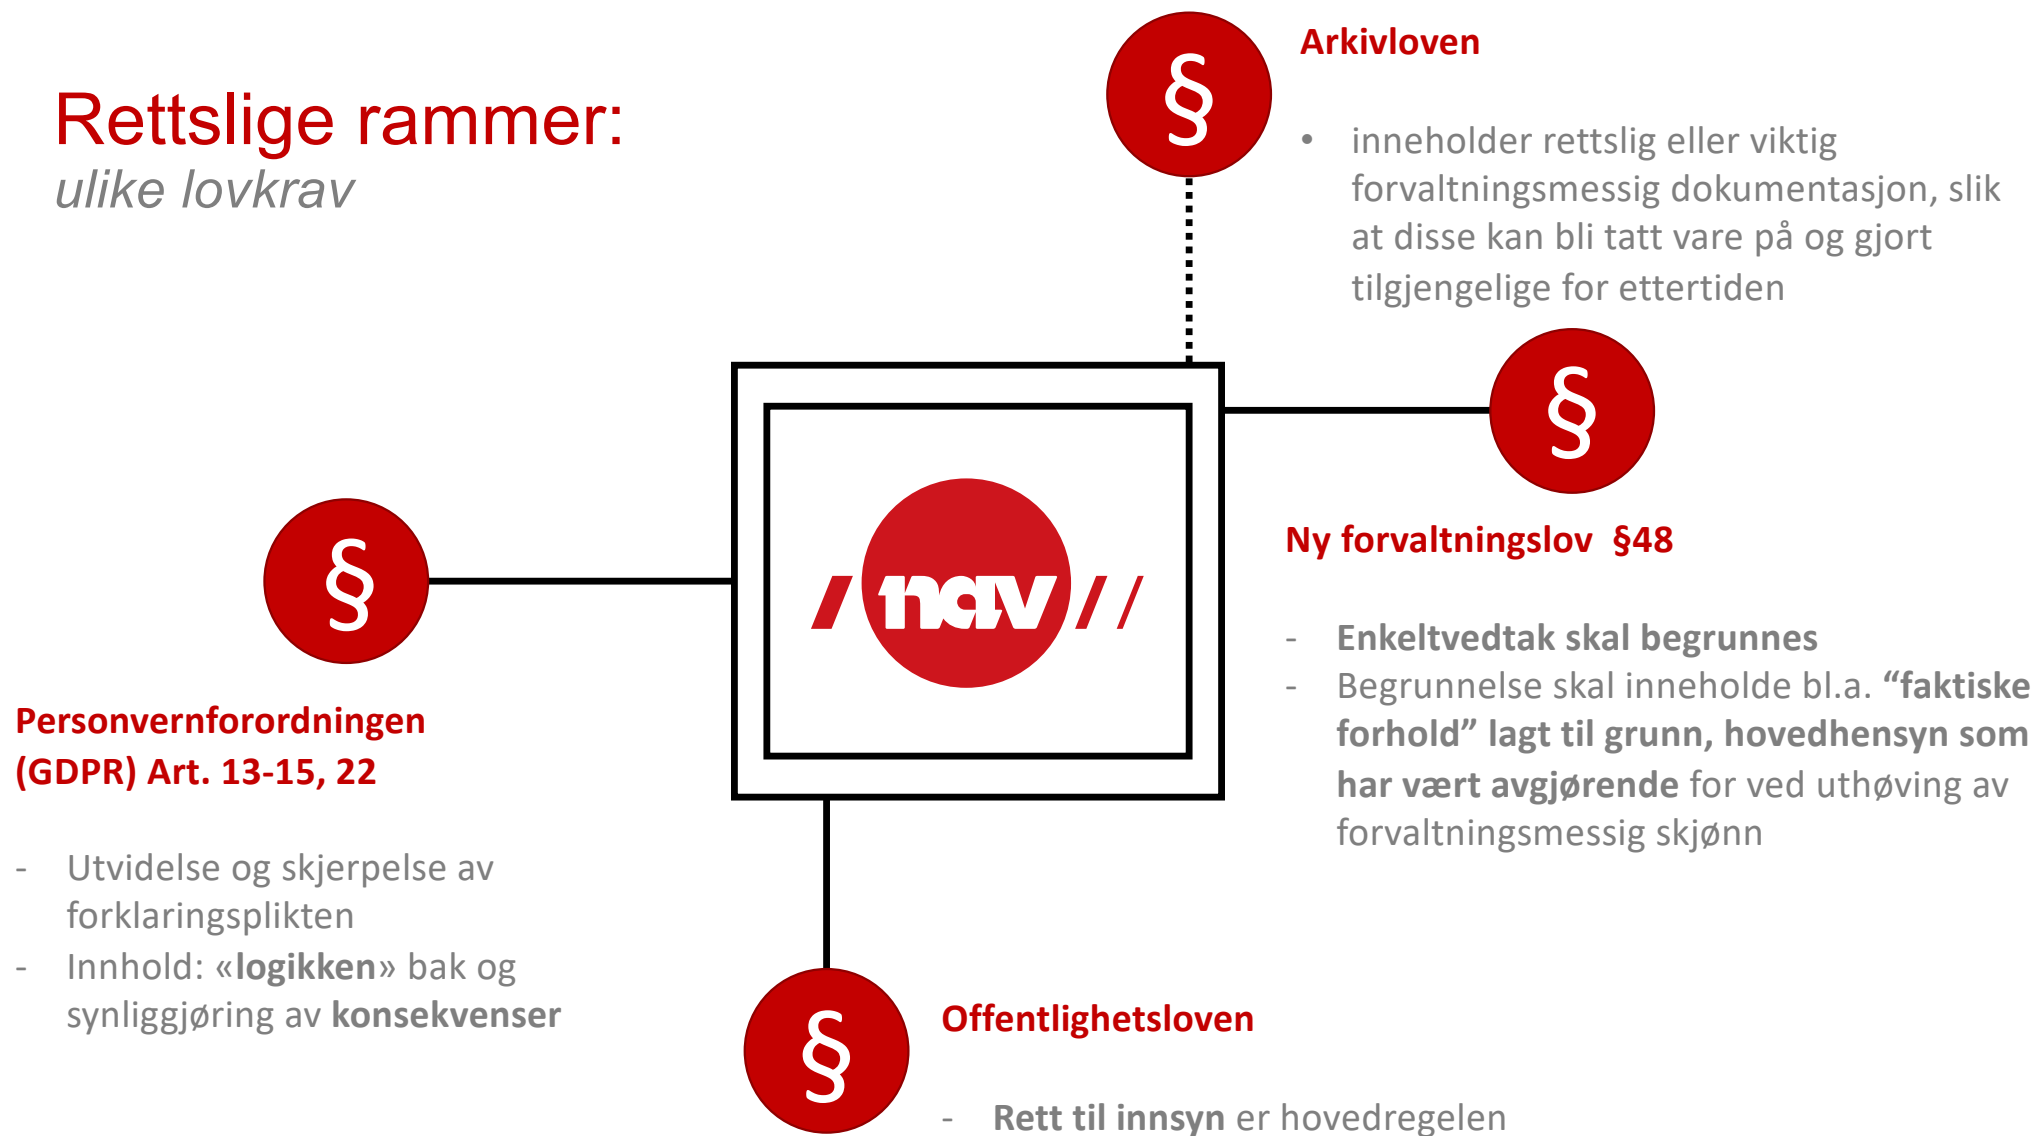 Rettslige rammer:
ulike lovkrav
§
Arkivloven
• inneholder rettslig eller viktig
forvaltningsmessig dokumentasjon, slik
at disse kan bli tatt vare på og gjort
tilgjengelige for ettertiden
§
Ny forvaltningslov §48
- Enkeltvedtak skal begrunnes
- Begrunnelse skal inneholde bl.a. “faktiske
forhold” lagt til grunn, hovedhensyn som
har vært avgjørende for ved uthøving av
forvaltningsmessig skjønn
/nav//
§
Personvernforordningen
(GDPR) Art. 13-15, 22
- Utvidelse og skjerpelse av
forklaringsplikten
- Innhold: «logikken» bak og
synliggjøring av konsekvenser
§
Offentlighetsloven
- Rett til innsyn er hovedregelen